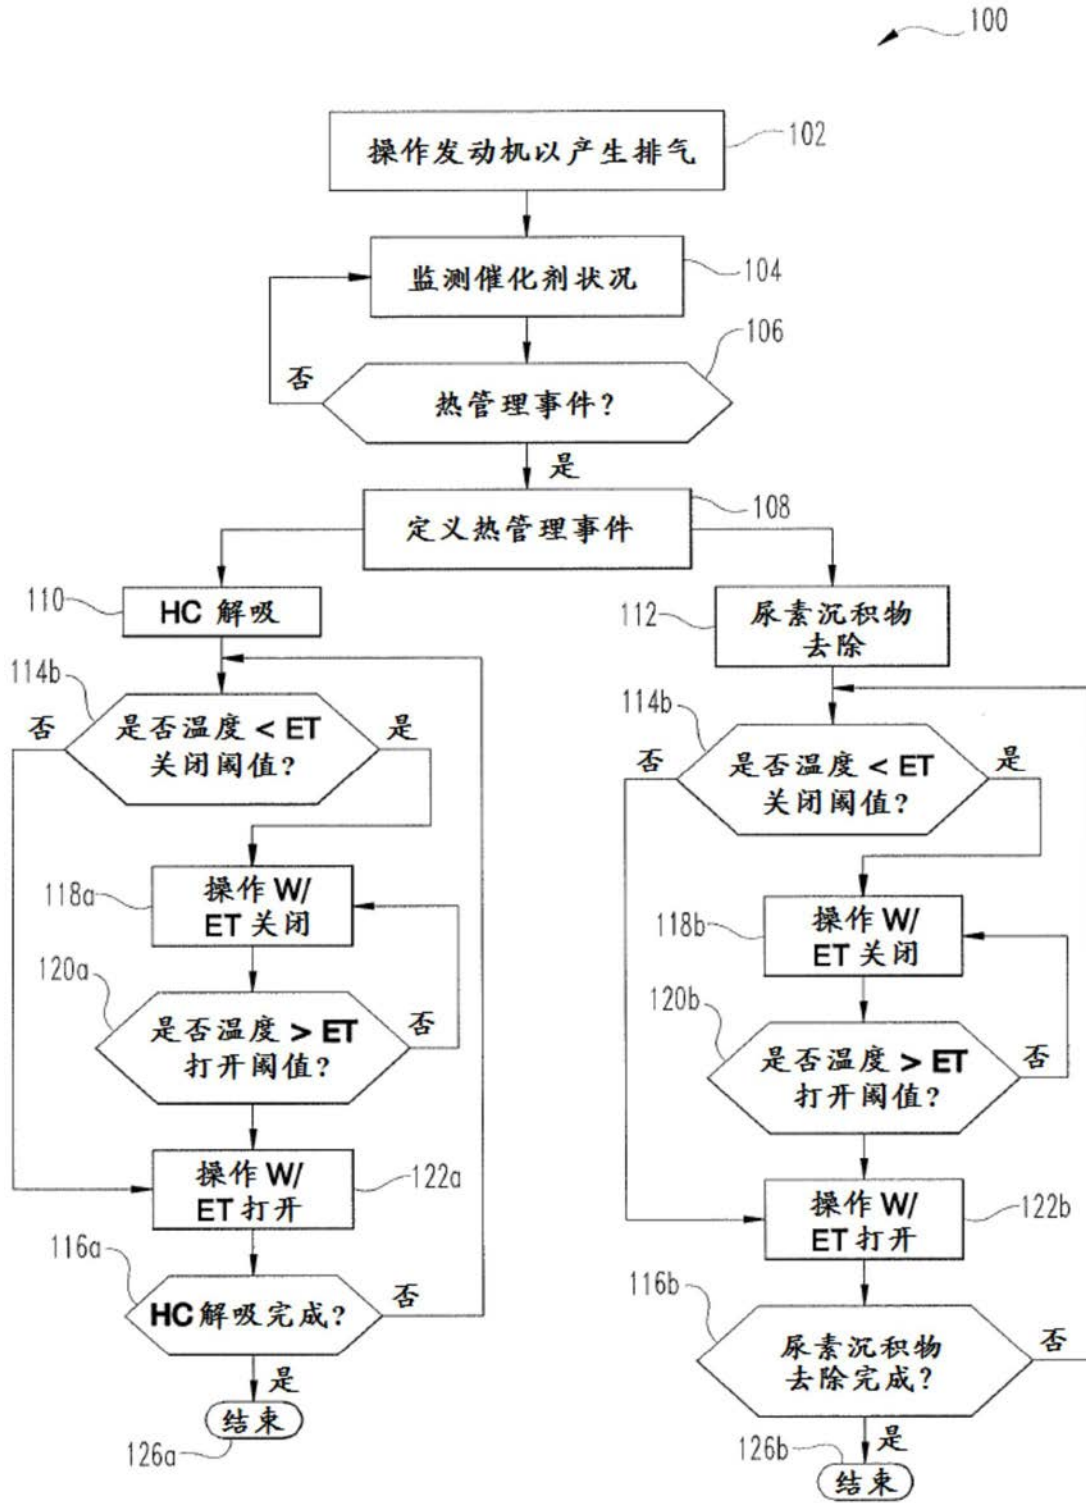 100
操作发动机以产生排气
102
监测催化剂状况
104
106
否
热管理事件?
是
定义热管理事件
108
110
HC 解吸
114b
否
是否温度 < ET
关闭阈值?
是
118a
操作 W/
ET 关闭
120a
是否温度 > ET
打开阈值?
否
操作 W/
ET 打开
122a
116a
HC 解吸完成?
否
是
结束
126a
112
尿素沉积物
去除
114b
否
是否温度 < ET
关闭阈值?
是
118b
操作 W/
ET 关闭
120b
是否温度 > ET
打开阈值?
否
操作 W/
ET 打开
122b
116b
尿素沉积物
去除完成?
否
是
126b
结束